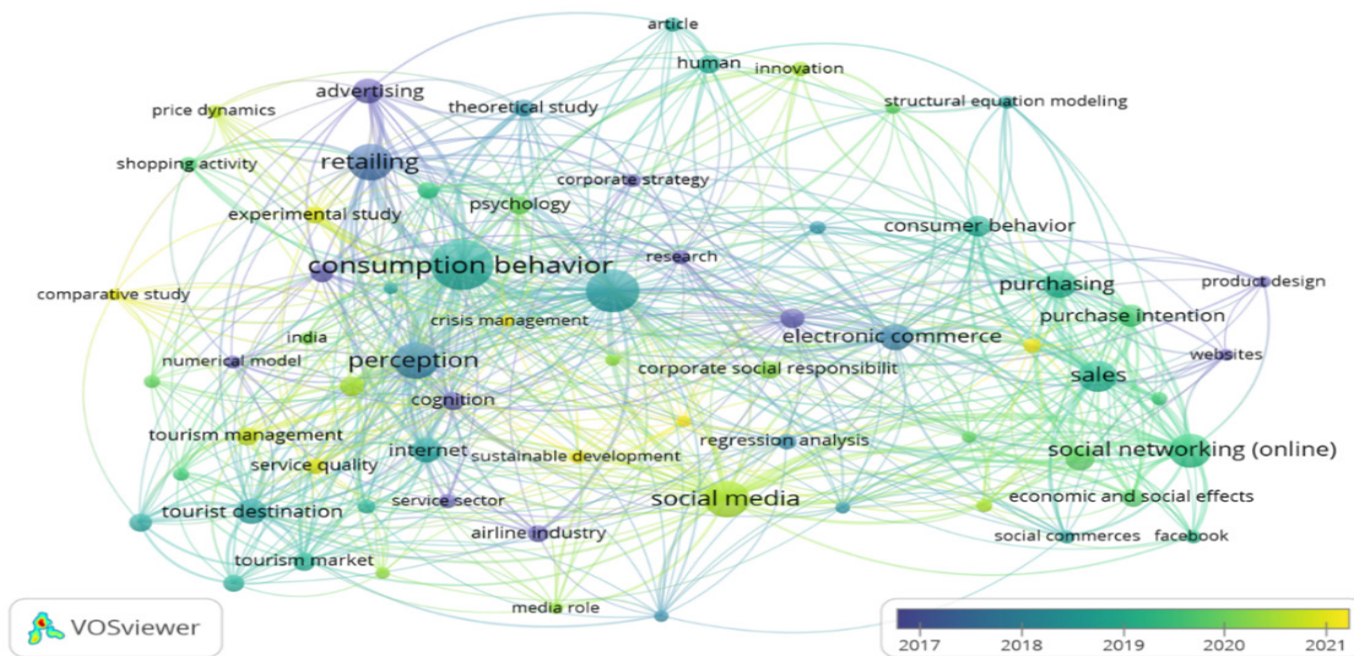 article
human
innovation
advertising
price dynamics
theoretical study
structural equation modeling
shopping activity
retailing
corporate strategy
psychology
experimental study
consumer behavior
research
consumption behavior
product design
purchasing
comparative study
purchase intention
crisis management
india
electronic commerce
websites
numerical model
perception
corporate social responsibilit
sales
cognition
tourism management
regression analysis
internet
social networking (online)
sustainable development
service quality
service sector
social media
economic and social effects
tourist destination
airline industry
social commerces
facebook
tourism market
media role
VOSviewer
2017 2018 2019 2020 2021